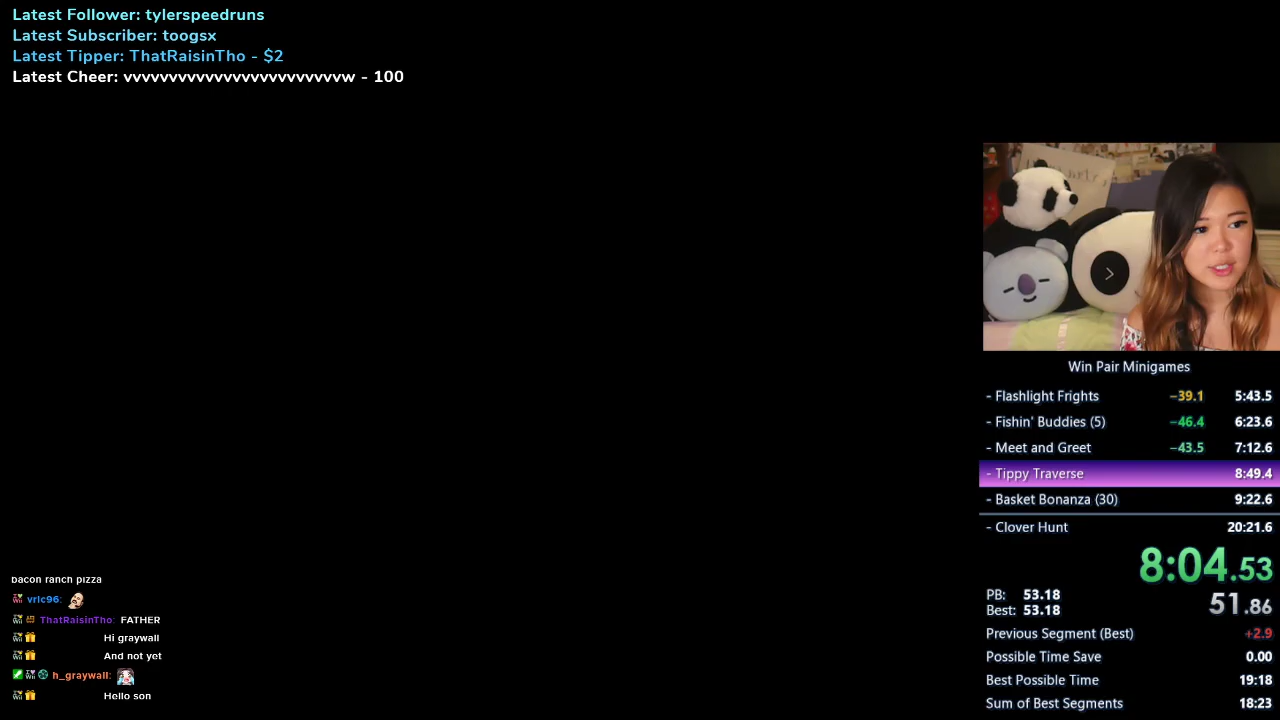 Latest Follower: tylerspeedruns
Latest Subscriber: toogsx
Latest Tipper: ThatRaisinTho - $2
Latest Cheer: vvvvvvvvvvvvvvvvvvvvvvvvw - 100
Win Pair Minigames
- Flashlight Frights −39.1 5:43.5
- Fishin' Buddies (5) −46.4 6:23.6
- Meet and Greet −43.5 7:12.6
- Tippy Traverse 8:49.4
- Basket Bonanza (30) 9:22.6
- Clover Hunt 20:21.6
8:04.53
PB: 53.18
Best: 53.18
51.86
Previous Segment (Best) +2.9
Possible Time Save 0.00
Best Possible Time 19:18
Sum of Best Segments 18:23
bacon ranch pizza
vric96:
ThatRaisinTho: FATHER
Hi graywall
And not yet
h_graywall:
Hello son